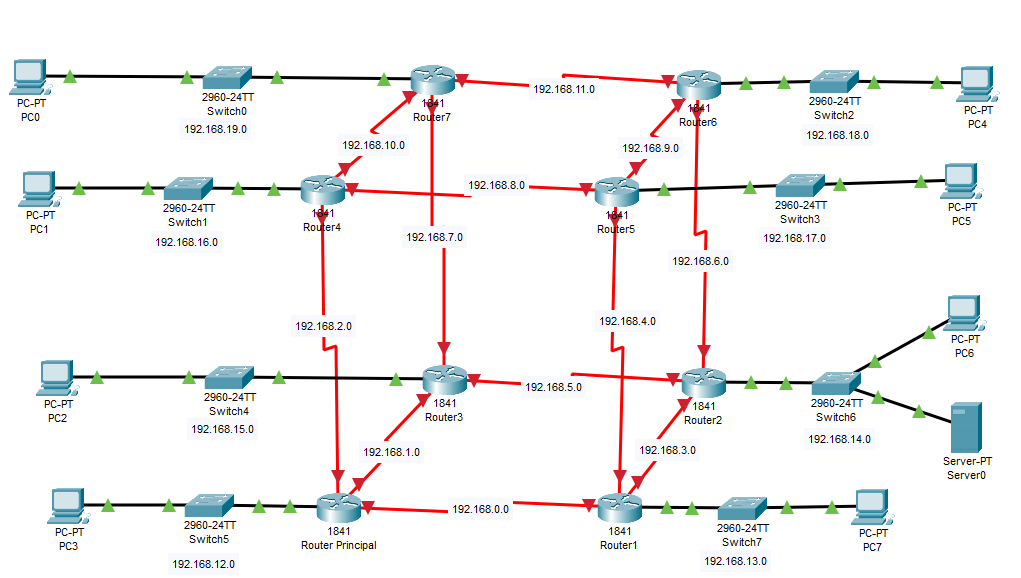 PC-PT
PC0
2960-24TT
Switch0
192.168.19.0
1841
Router7
192.168.11.0
1841
Router6
2960-24TT
Switch2
192.168.18.0
PC-PT
PC4
192.168.10.0
192.168.9.0
PC-PT
PC1
2960-24TT
Switch1
192.168.16.0
1841
Router4
192.168.8.0
1841
Router5
2960-24TT
Switch3
192.168.17.0
PC-PT
PC5
192.168.7.0
192.168.6.0
192.168.2.0
192.168.4.0
PC-PT
PC6
PC-PT
PC2
2960-24TT
Switch4
192.168.15.0
1841
Router3
192.168.5.0
1841
Router2
2960-24TT
Switch6
192.168.14.0
Server-PT
Server0
192.168.1.0
192.168.3.0
PC-PT
PC3
2960-24TT
Switch5
192.168.12.0
1841
Router Principal
192.168.0.0
1841
Router1
2960-24TT
Switch7
192.168.13.0
PC-PT
PC7